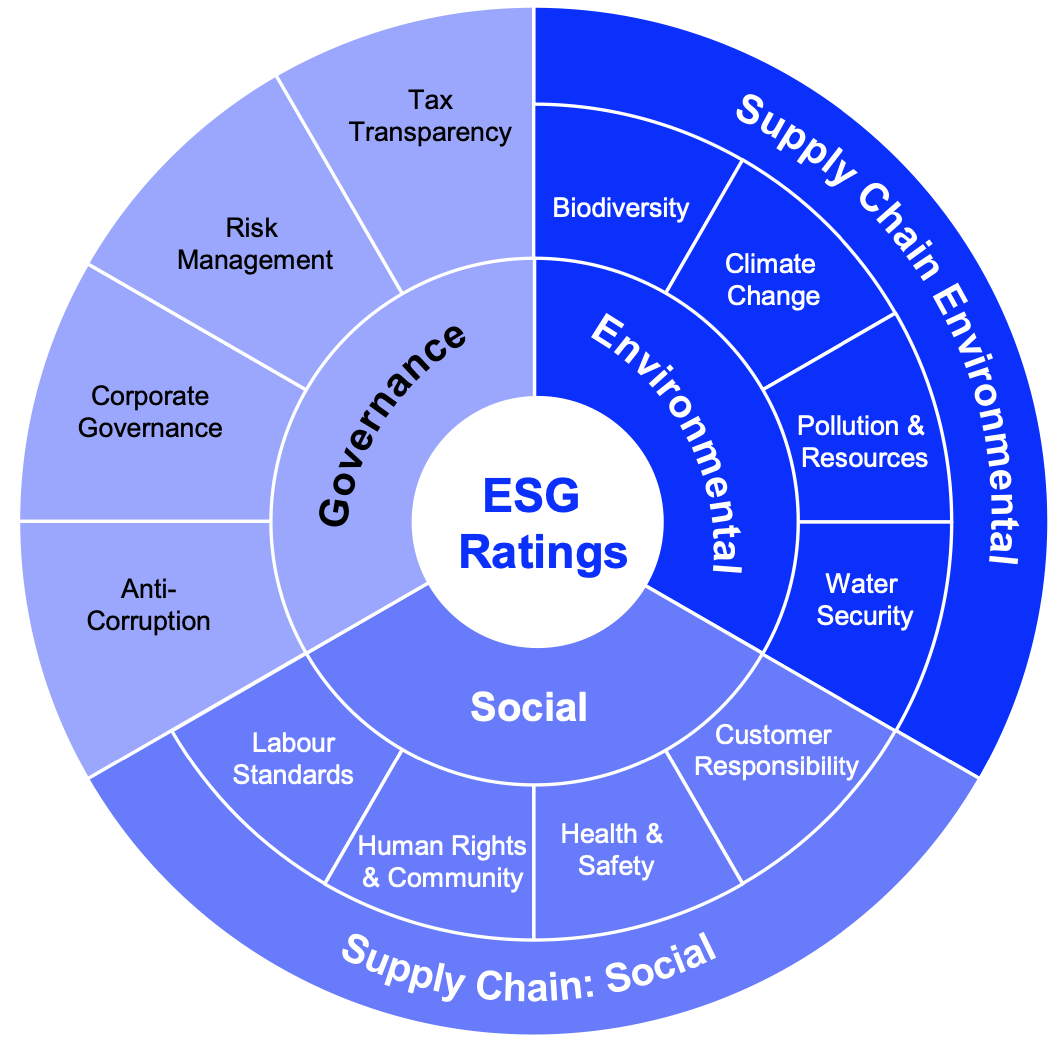 Tax
Transparency
Risk
Management
Corporate
Governance
Anti-
Corruption
Governance
Supply Chain Environmental
Biodiversity
Climate
Change
Pollution &
Resources
Water
Security
Environmental
ESG
Ratings
Social
Customer
Responsibility
Health &
Safety
Human Rights
& Community
Labour
Standards
Supply Chain: Social